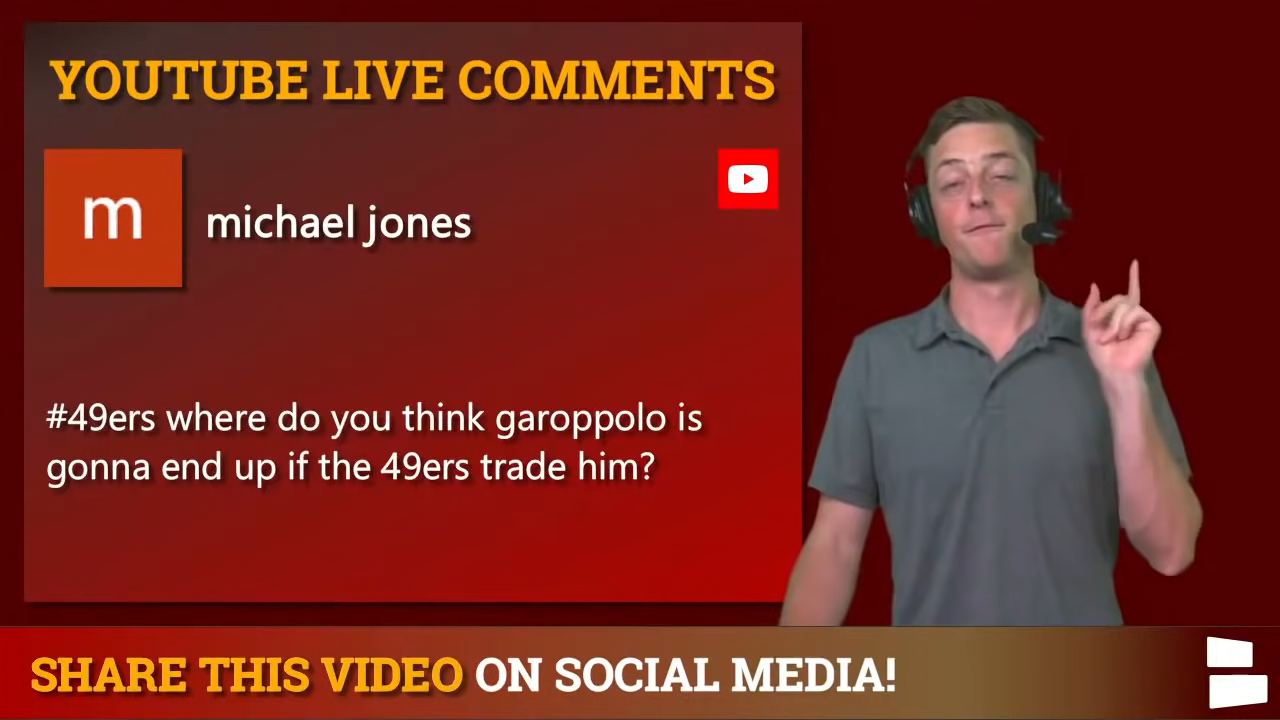 YOUTUBE LIVE COMMENTS
m
michael jones
#49ers where do you think garoppolo is
gonna end up if the 49ers trade him?
SHARE THIS VIDEO ON SOCIAL MEDIA!